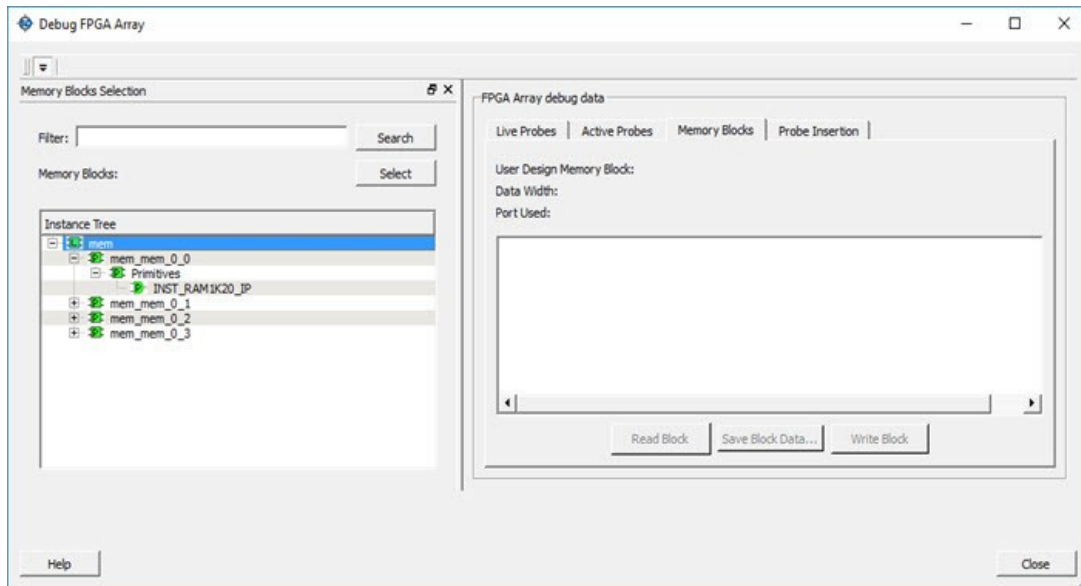 Debug FPGA Array
Memory Blocks Selection
Filter:
Search
Memory Blocks:
Select
Instance Tree
mem
mem_mem_0_0
Primitives
INST_RAM1K20_IP
mem_mem_0_1
mem_mem_0_2
mem_mem_0_3
FPGA Array debug data
Live Probes
Active Probes
Memory Blocks
Probe Insertion
User Design Memory Block:
Data Width:
Port Used:
Read Block
Save Block Data...
Write Block
Help
Close